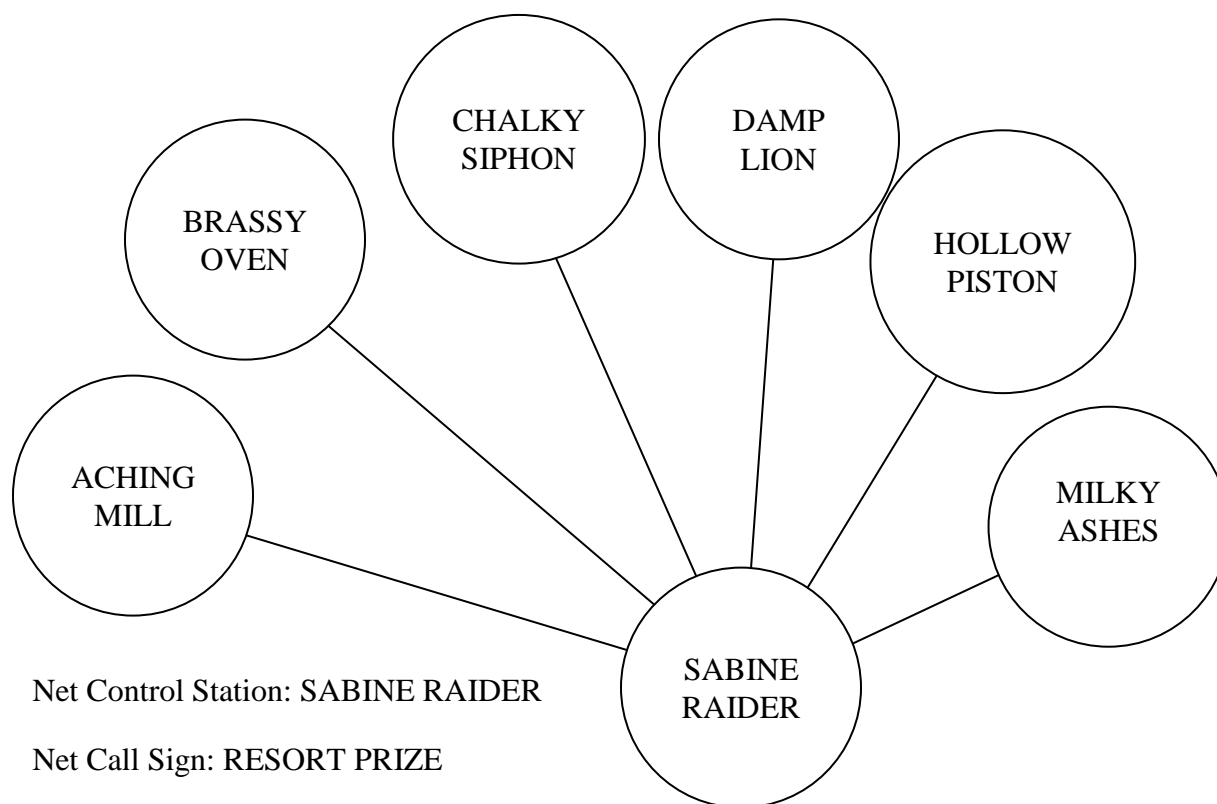 CHALKY
SIPHON
DAMP
LION
BRASSY
OVEN
HOLLOW
PISTON
ACHING
MILL
MILKY
ASHES
SABINE
RAIDER
Net Control Station: SABINE RAIDER
Net Call Sign: RESORT PRIZE